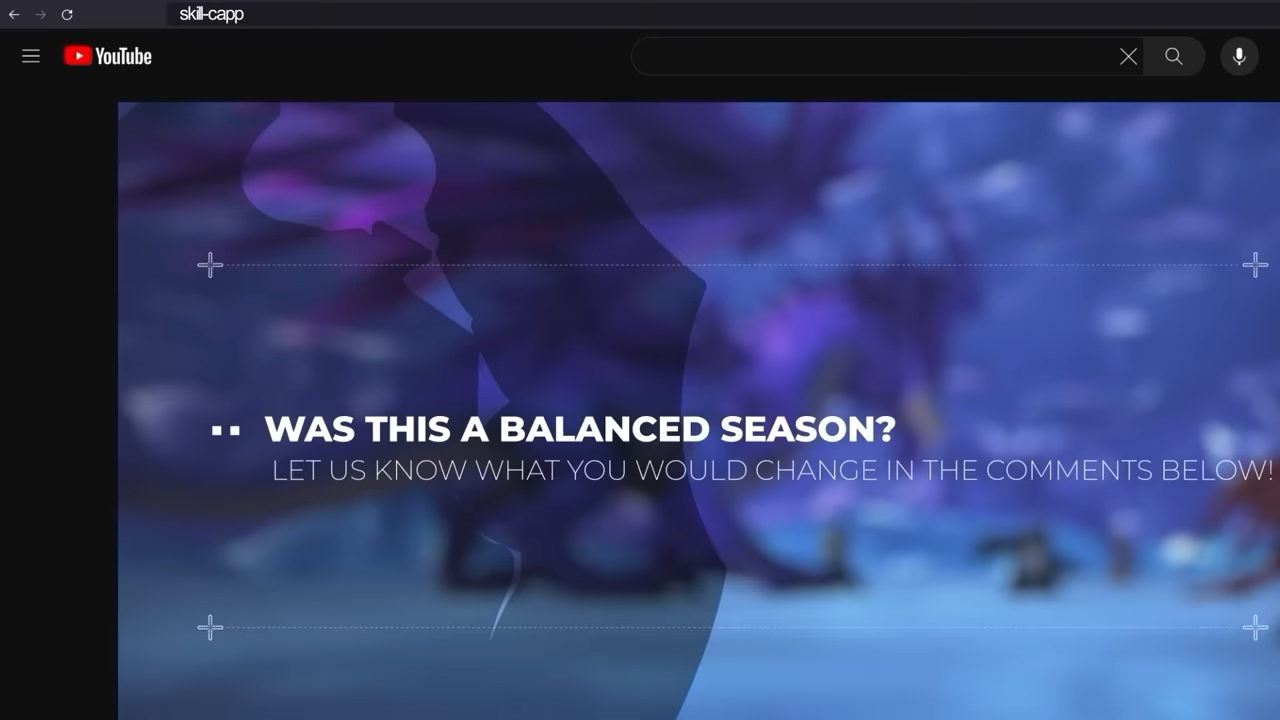 skill-capp
YouTube
WAS THIS A BALANCED SEASON?
LET US KNOW WHAT YOU WOULD CHANGE IN THE COMMENTS BELOW!